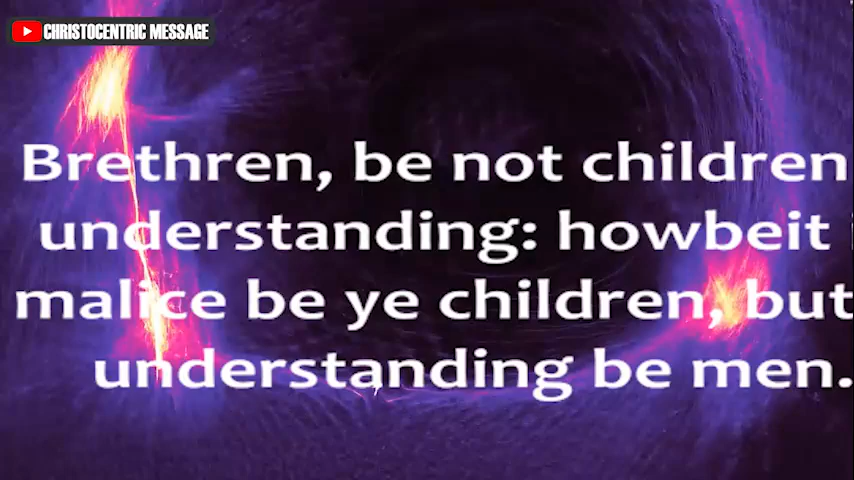 CHRISTOCENTRIC MESSAGE
Brethren, be not children
understanding: howbeit
malice be ye children, but
understanding be men.